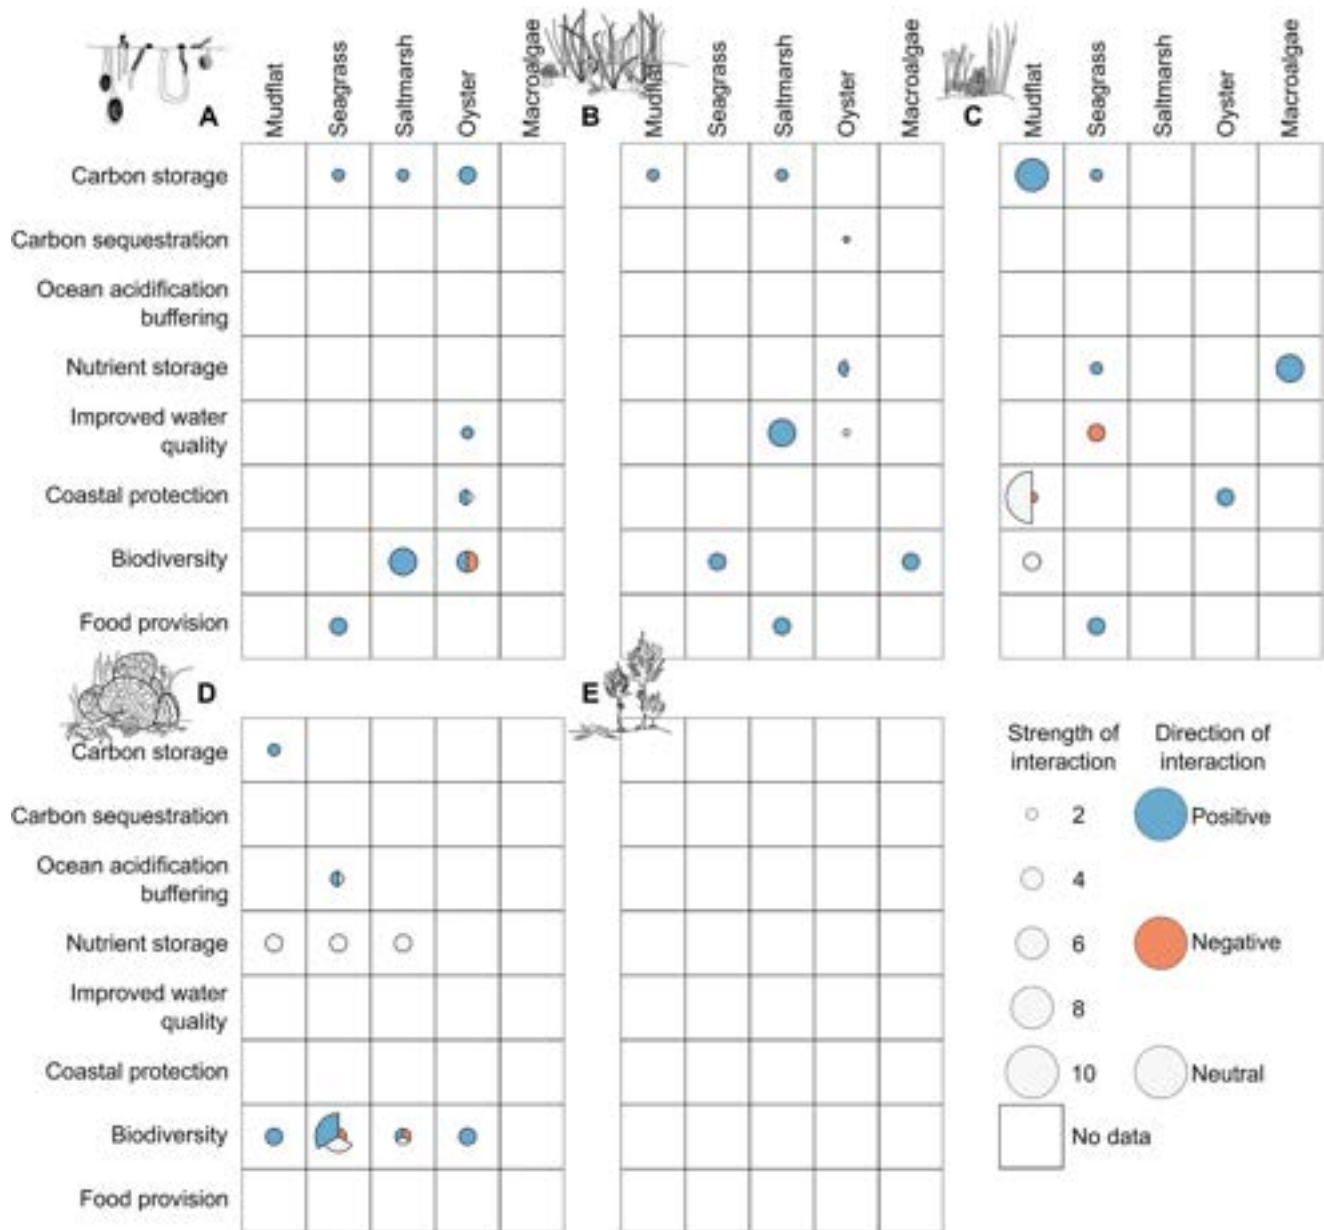 A
Mudflat
Seagrass
Saltmarsh
Oyster
Macroalgae
B
Mudflat
Seagrass
Saltmarsh
Oyster
Macroalgae
C
Mudflat
Seagrass
Saltmarsh
Oyster
Macroalgae
Carbon storage
Carbon sequestration
Ocean acidification
buffering
Nutrient storage
Improved water
quality
Coastal protection
Biodiversity
Food provision
D
E
Carbon storage
Carbon sequestration
Ocean acidification
buffering
Nutrient storage
Improved water
quality
Coastal protection
Biodiversity
Food provision
Strength of
interaction
2
4
6
8
10
Direction of
interaction
Positive
Negative
Neutral
No data